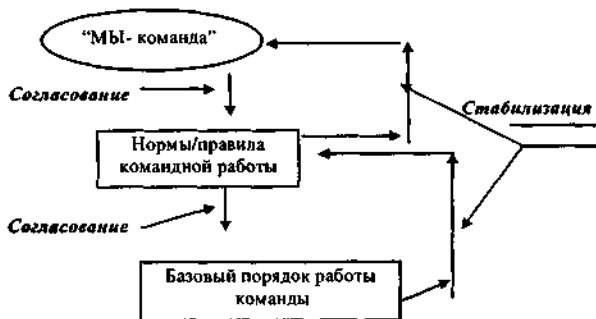 “МЫ- команда”
Согласование
Стабилизация
Нормы/правила
командной работы
Согласование
Базовый порядок работы
команды